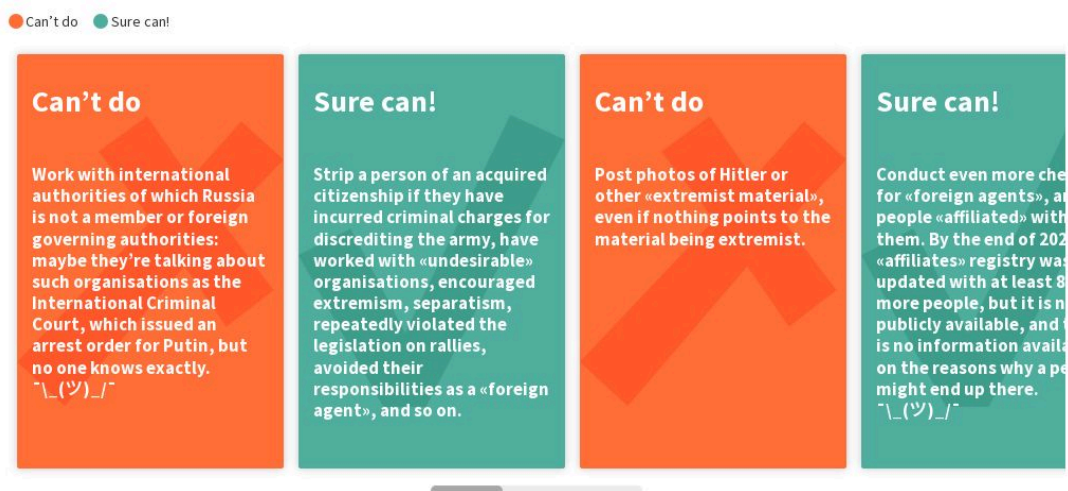 Can’t do
Sure can!
Can’t do
Work with international
authorities of which Russia
is not a member or foreign
governing authorities:
maybe they’re talking about
such organisations as the
International Criminal
Court, which issued an
arrest order for Putin, but
no one knows exactly.
¯\_(ツ)_/¯
Sure can!
Strip a person of an acquired
citizenship if they have
incurred criminal charges for
discrediting the army, have
worked with «undesirable»
organisations, encouraged
extremism, separatism,
repeatedly violated the
legislation on rallies,
avoided their
responsibilities as a «foreign
agent», and so on.
Can’t do
Post photos of Hitler or
other «extremist material»,
even if nothing points to the
material being extremist.
Sure can!
Conduct even more
for «foreign agents»,
people «affiliated» with
them. By the end of
«affiliates» registry
updated with at least
more people, but it is
publicly available, and
is no information
on the reasons why a
might end up there.
¯\_(ツ)_/¯